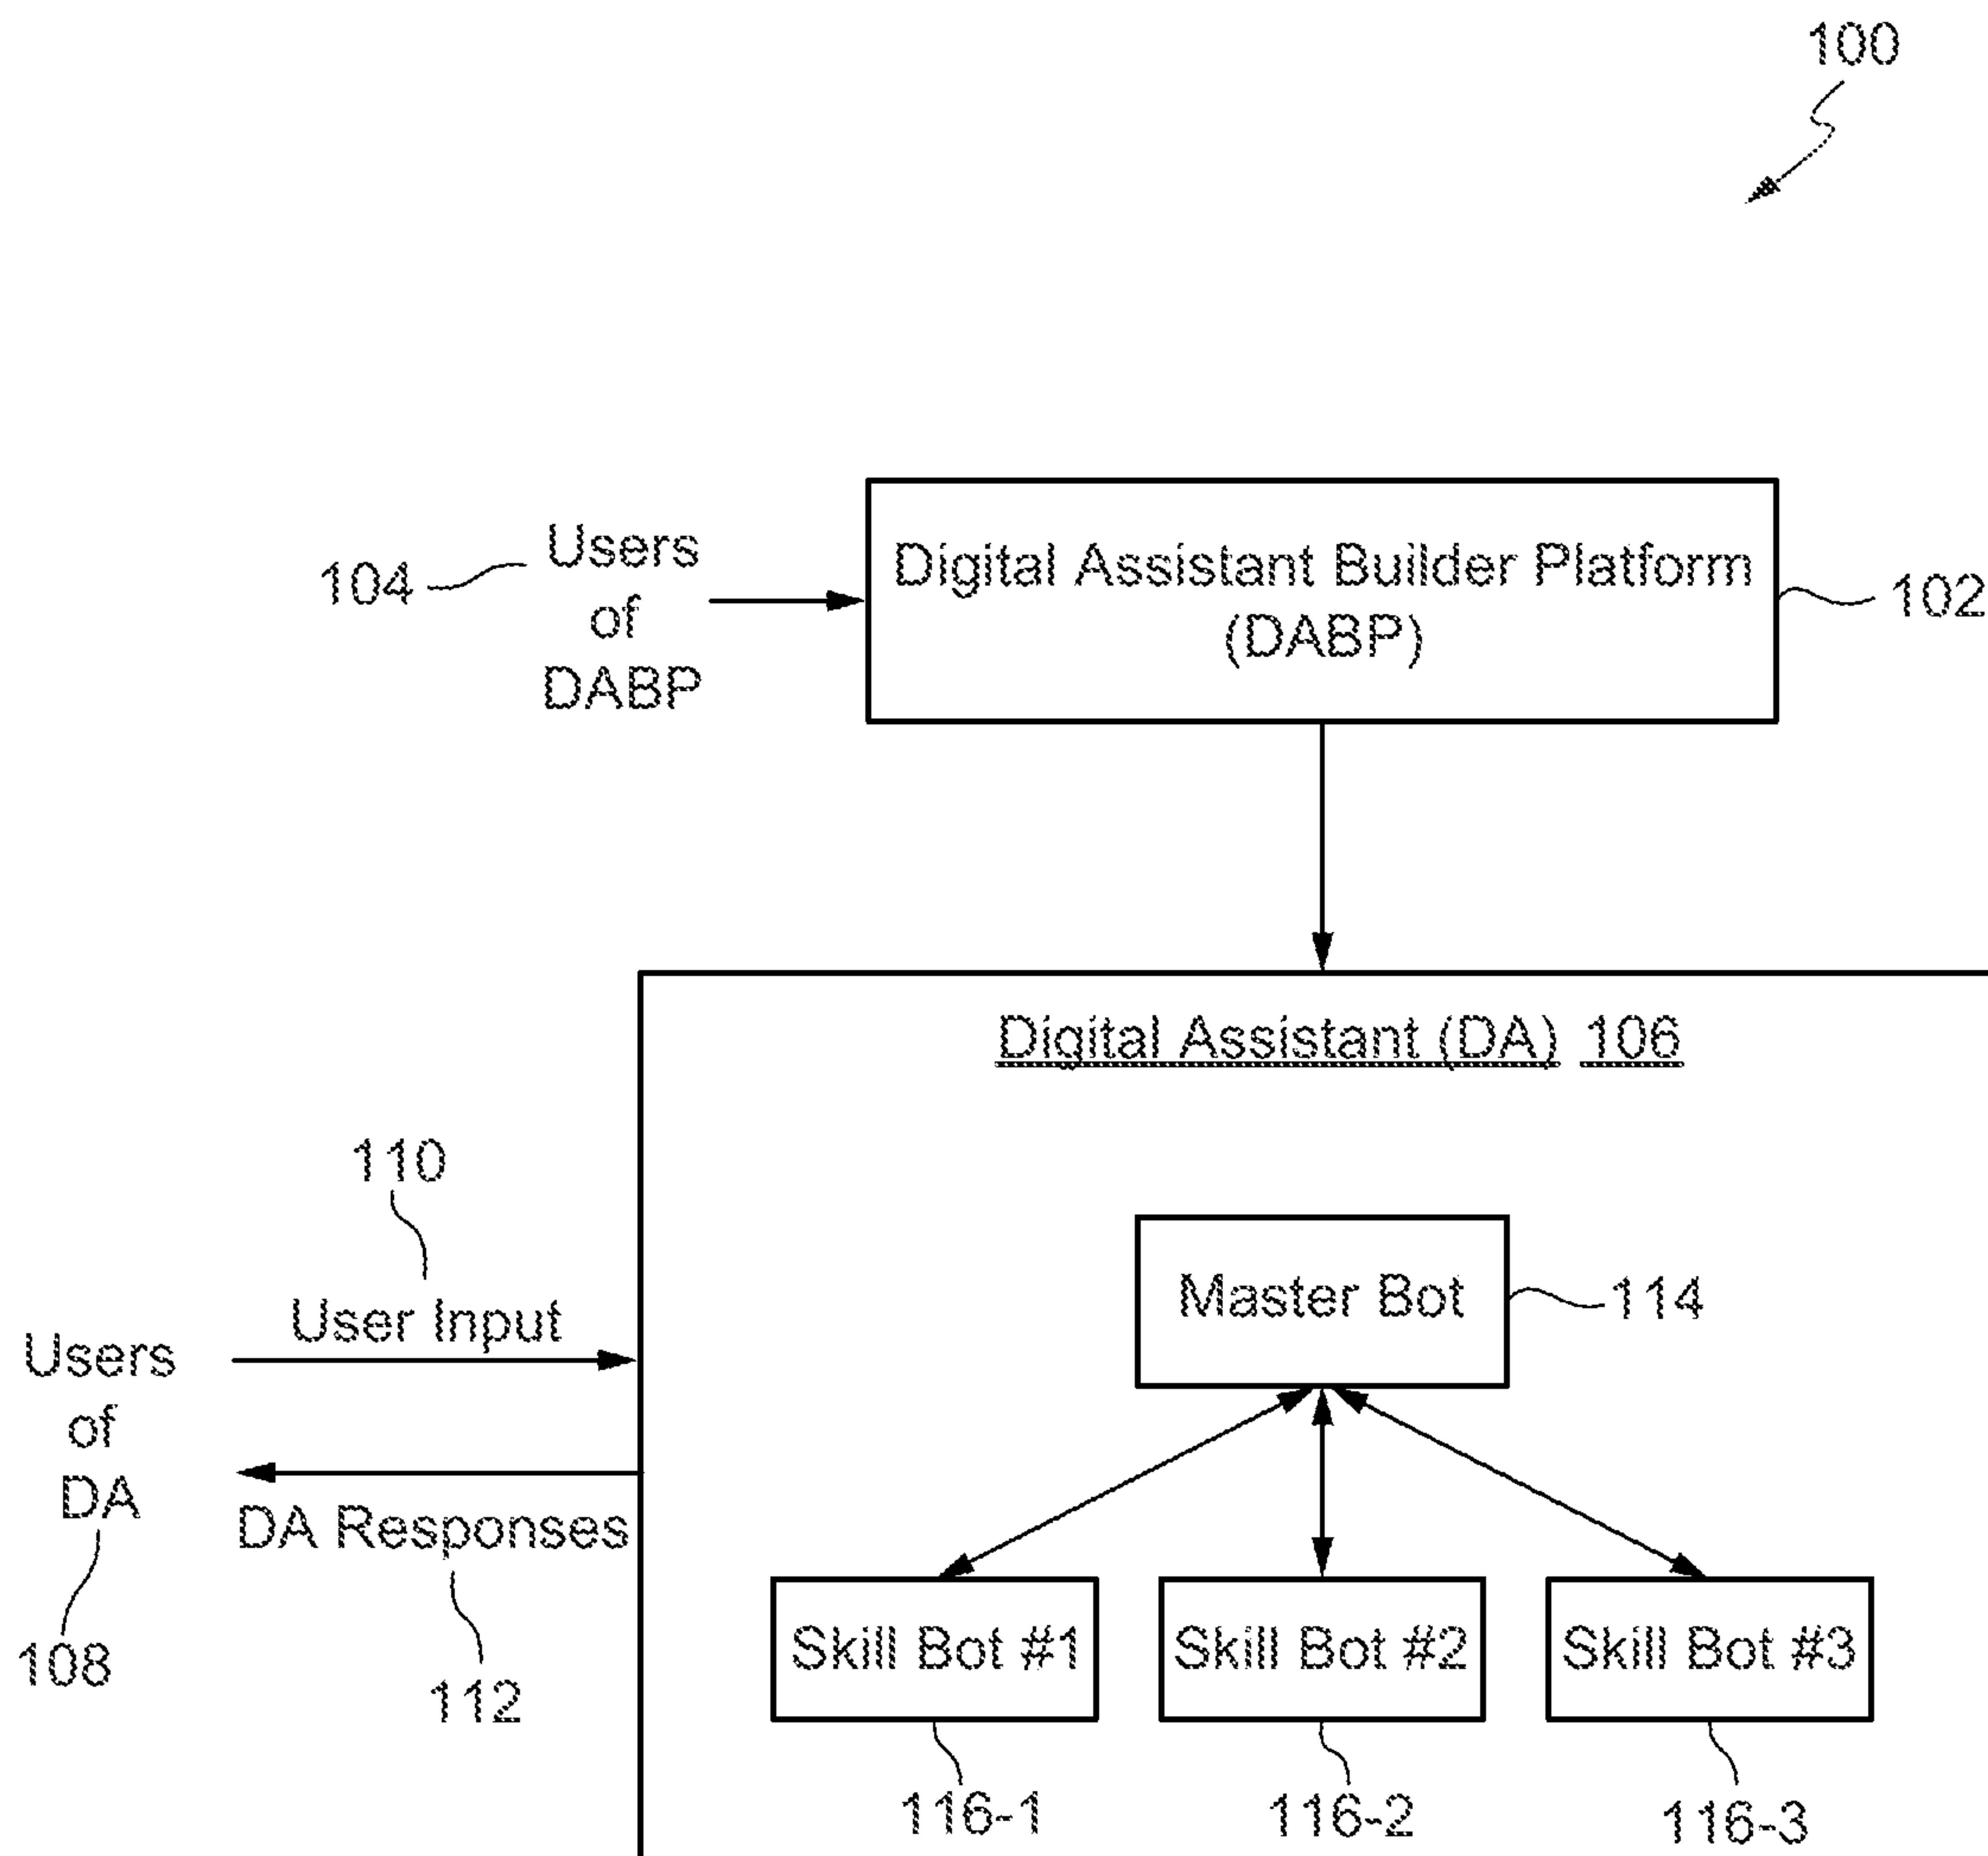 100
Users
of
DABP
104
Digital Assistant Builder Platform
(DABP)
102
Digital Assistant (DA) 106
110
User Input
Users
of
DA
108
DA Responses
112
Master Bot
114
Skill Bot #1
Skill Bot #2
Skill Bot #3
116-1
116-2
116-3